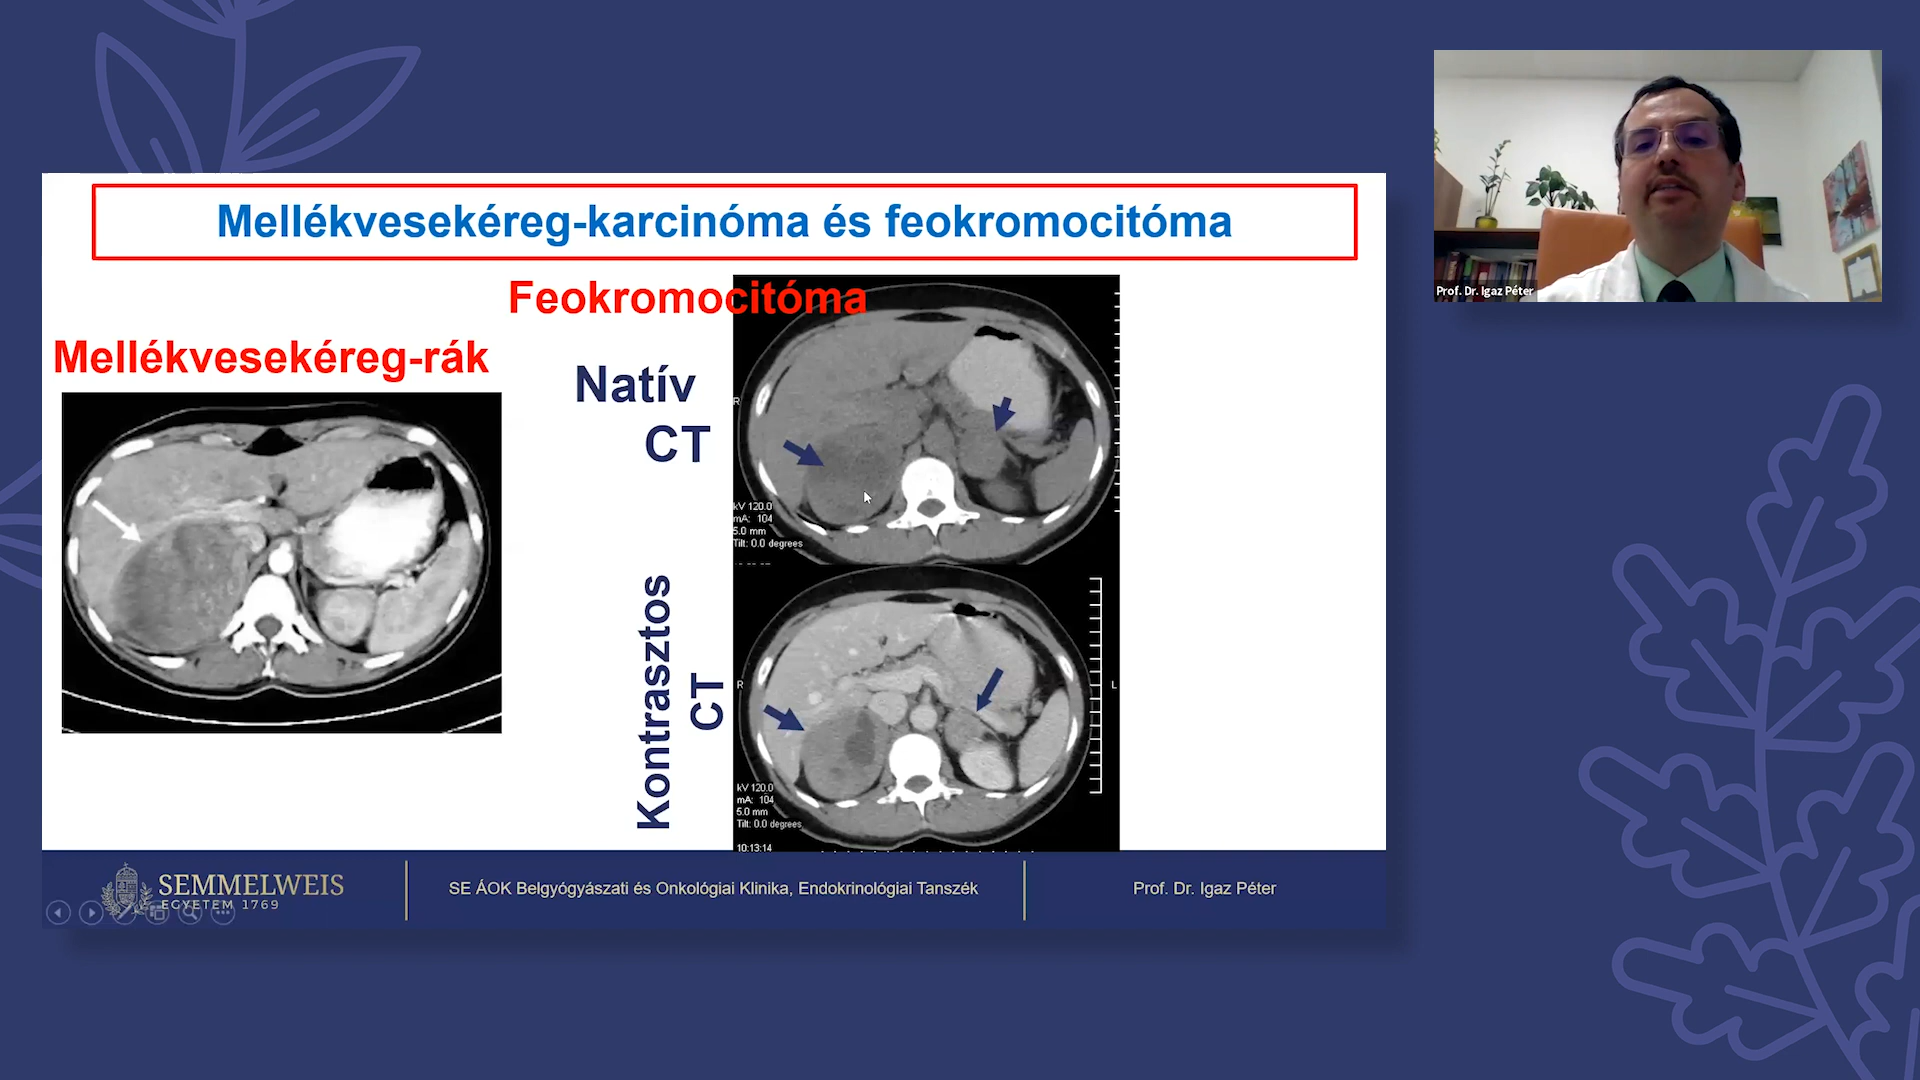 Mellékvesekéreg-karcinóma és feokromocitóma
Feokromocitóma
Mellékvesekéreg-rák
Natív
CT
R
kV 120.0
mA: 104
5.0 mm
Tilt: 0.0 degrees
Kontrasztos
CT
R
L
kV 120.0
mA: 104
5.0 mm
Tilt: 0.0 degrees
10:13:14
SEMMELWEIS
EGYETEM 1769
SE ÁOK Belgyógyászati és Onkológiai Klinika, Endokrinológiai Tanszék
Prof. Dr. Igaz Péter
Prof. Dr. Igaz Péter